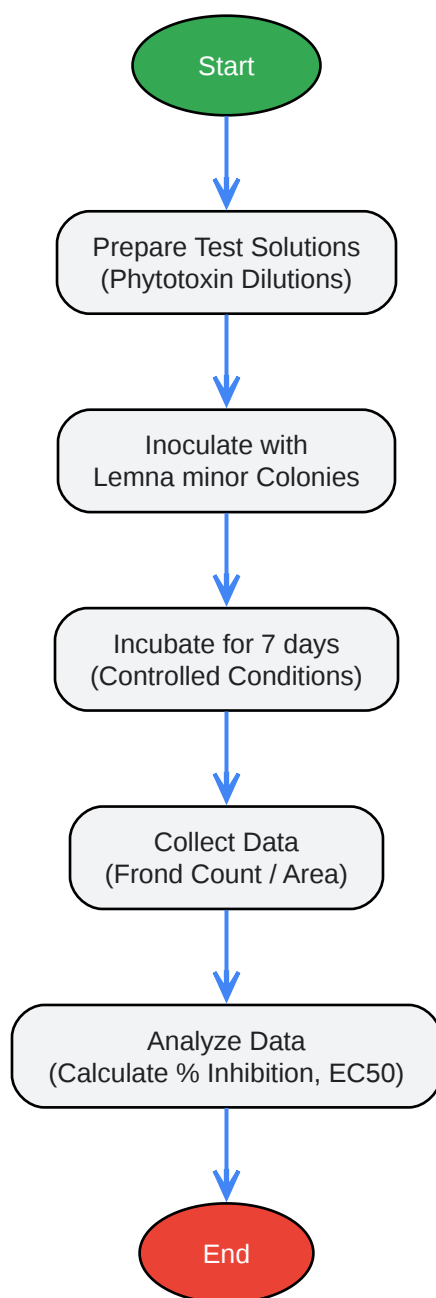 Start
Prepare Test Solutions
(Phytotoxin Dilutions)
Inoculate with
Lemna minor Colonies
Incubate for 7 days
(Controlled Conditions)
Collect Data
(Frond Count / Area)
Analyze Data
(Calculate % Inhibition, EC50)
End